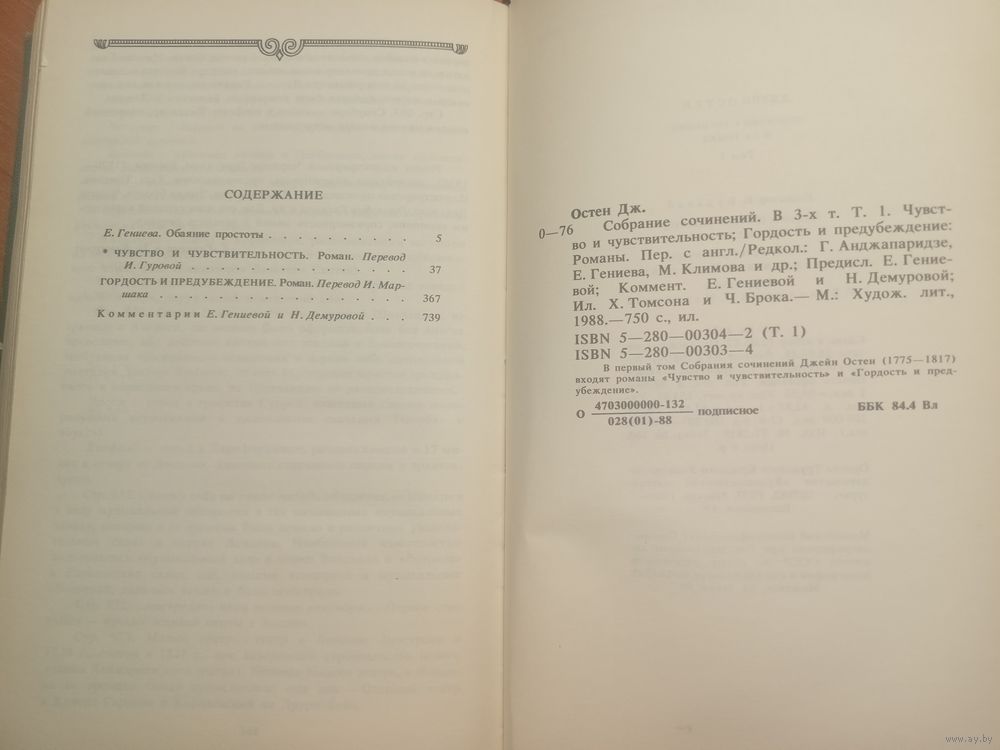 СОДЕРЖАНИЕ
Е. Гениева. Обаяние простоты . . . . . . . . . . 5
* ЧУВСТВО И ЧУВСТВИТЕЛЬНОСТЬ. Роман. Перевод
И. Гуровой . . . . . . . . . . . . . . . 37
ГОРДОСТЬ И ПРЕДУБЕЖДЕНИЕ. Роман. Перевод И. Мар-
шака . . . . . . . . . . . . . . . . . 367
Комментарии Е. Гениевой и Н. Демуровой . . . 739
Остен Дж.
О—76 Собрание сочинений. В 3-х т. Т. 1. Чувст-
во и чувствительность; Гордость и предубеждение:
Романы. Пер. с англ./Редкол.: Г. Анджапаридзе,
Е. Гениева, М. Климова и др.; Предисл. Е. Гение-
вой; Коммент. Е. Гениевой и Н. Демуровой;
Ил. Х. Томсона и Ч. Брока.— М.: Худож. лит.,
1988.—750 с., ил.
ISBN 5—280—00304—2 (Т. 1)
ISBN 5—280—00303—4
В первый том Собрания сочинений Джейн Остен (1775—1817)
входят романы «Чувство и чувствительность» и «Гордость и пред-
убеждение».
О 4703000000-132 подписное ББК 84.4 Вл
028(01)-88
www.ay.by